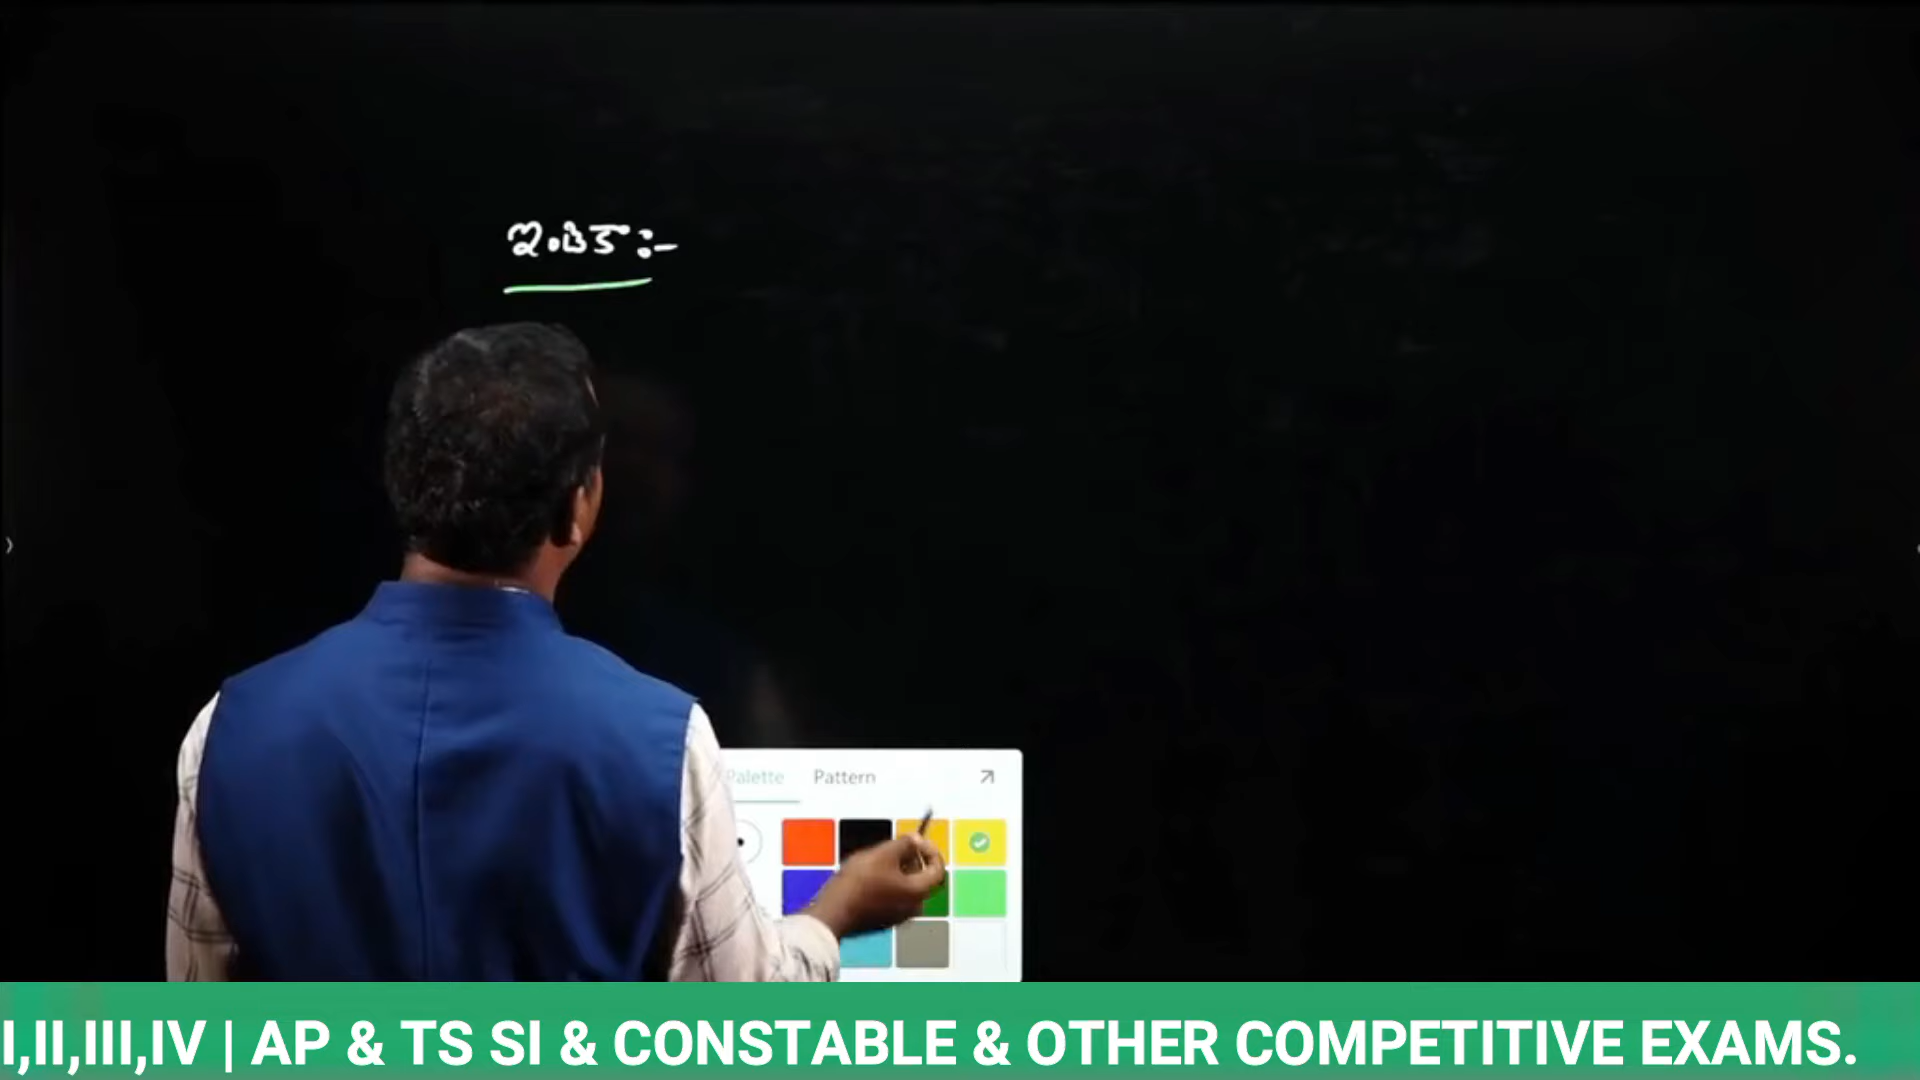 Palette Pattern
I,II,III,IV | AP & TS SI & CONSTABLE & OTHER COMPETITIVE EXAMS.